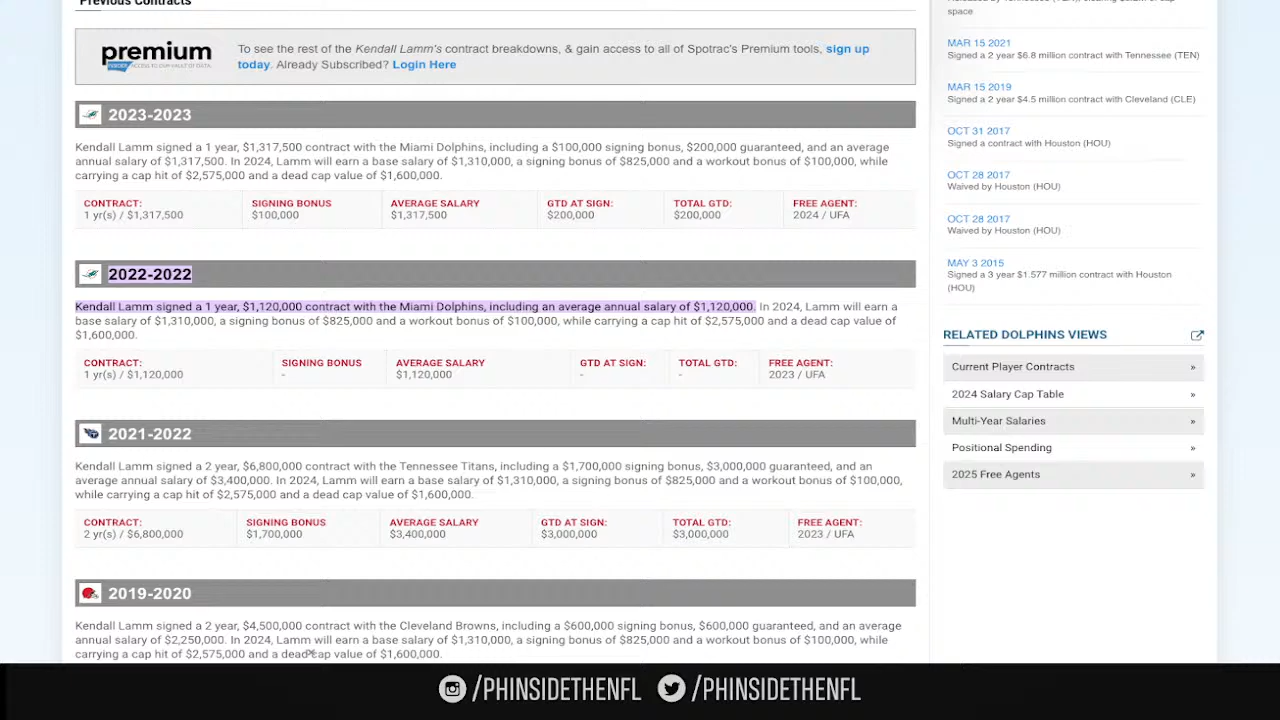 Previous Contracts
premium
To see the rest of the Kendall Lamm's contract breakdowns, & gain access to all of Spotrac's Premium tools, sign up
today. Already Subscribed? Login Here
2023-2023
Kendall Lamm signed a 1 year, $1,317,500 contract with the Miami Dolphins, including a $100,000 signing bonus, $200,000 guaranteed, and an average
annual salary of $1,317,500. In 2024, Lamm will earn a base salary of $1,310,000, a signing bonus of $825,000 and a workout bonus of $100,000, while
carrying a cap hit of $2,575,000 and a dead cap value of $1,600,000.
CONTRACT: SIGNING BONUS AVERAGE SALARY GTD AT SIGN: TOTAL GTD: FREE AGENT:
1 yr(s) / $1,317,500 $100,000 $1,317,500 $200,000 $200,000 2024 / UFA
2022-2022
Kendall Lamm signed a 1 year, $1,120,000 contract with the Miami Dolphins, including an average annual salary of $1,120,000. In 2024, Lamm will earn a
base salary of $1,310,000, a signing bonus of $825,000 and a workout bonus of $100,000, while carrying a cap hit of $2,575,000 and a dead cap value of
$1,600,000.
CONTRACT: SIGNING BONUS AVERAGE SALARY GTD AT SIGN: TOTAL GTD: FREE AGENT:
1 yr(s) / $1,120,000 - $1,120,000 - - 2023 / UFA
2021-2022
Kendall Lamm signed a 2 year, $6,800,000 contract with the Tennessee Titans, including a $1,700,000 signing bonus, $3,000,000 guaranteed, and an
average annual salary of $3,400,000. In 2024, Lamm will earn a base salary of $1,310,000, a signing bonus of $825,000 and a workout bonus of $100,000,
while carrying a cap hit of $2,575,000 and a dead cap value of $1,600,000.
CONTRACT: SIGNING BONUS AVERAGE SALARY GTD AT SIGN: TOTAL GTD: FREE AGENT:
2 yr(s) / $6,800,000 $1,700,000 $3,400,000 $3,000,000 $3,000,000 2023 / UFA
2019-2020
Kendall Lamm signed a 2 year, $4,500,000 contract with the Cleveland Browns, including a $600,000 signing bonus, $600,000 guaranteed, and an average
annual salary of $2,250,000. In 2024, Lamm will earn a base salary of $1,310,000, a signing bonus of $825,000 and a workout bonus of $100,000, while
carrying a cap hit of $2,575,000 and a dead cap value of $1,600,000.
space
MAR 15 2021
Signed a 2 year $6.8 million contract with Tennessee (TEN)
MAR 15 2019
Signed a 2 year $4.5 million contract with Cleveland (CLE)
OCT 31 2017
Signed a contract with Houston (HOU)
OCT 28 2017
Waived by Houston (HOU)
OCT 28 2017
Waived by Houston (HOU)
MAY 3 2015
Signed a 3 year $1.577 million contract with Houston
(HOU)
RELATED DOLPHINS VIEWS
Current Player Contracts »
2024 Salary Cap Table »
Multi-Year Salaries »
Positional Spending »
2025 Free Agents »
/PHINSIDETHENFL /PHINSIDETHENFL